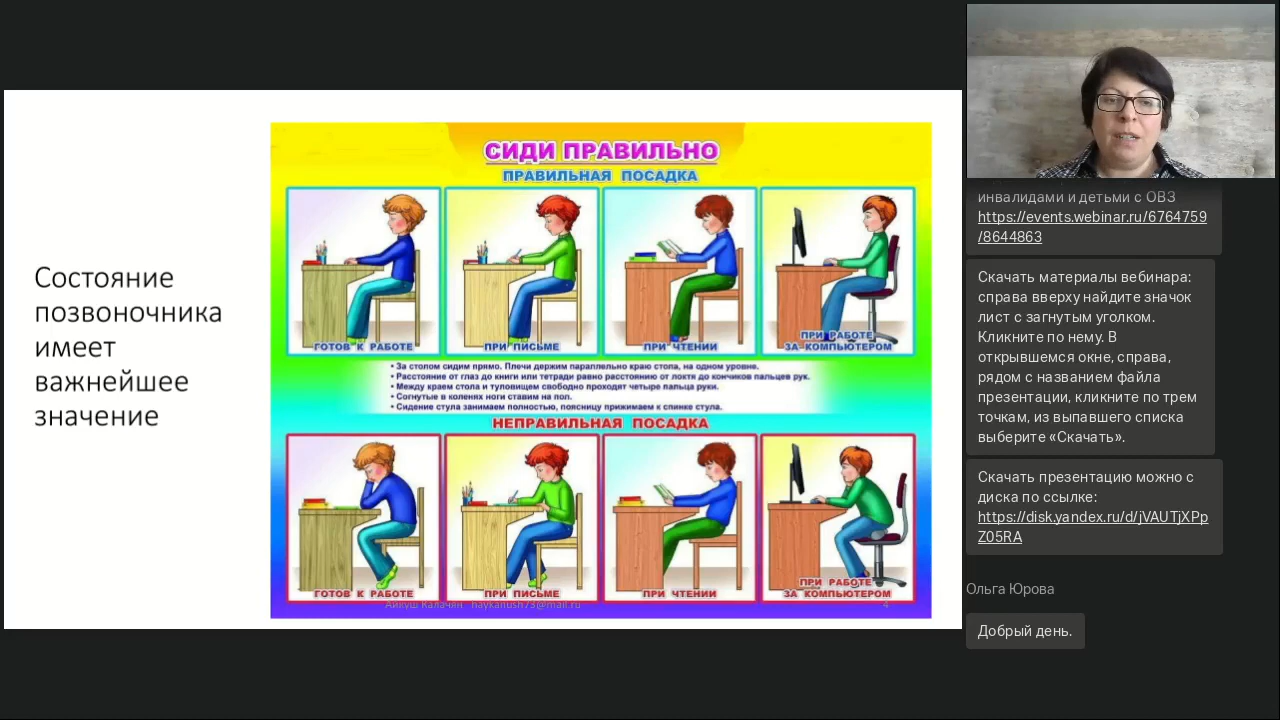 Состояние
позвоночника
имеет
важнейшее
значение
СИДИ ПРАВИЛЬНО
ПРАВИЛЬНАЯ ПОСАДКА
ГОТОВ К РАБОТЕ
ПРИ ПИСЬМЕ
ПРИ ЧТЕНИИ
ПРИ РАБОТЕ
ЗА КОМПЬЮТЕРОМ
• За столом сидим прямо. Плечи держим параллельно краю стола, на одном уровне.
• Расстояние от глаз до книги или тетради равно расстоянию от локтя до кончиков пальцев рук.
• Между краем стола и туловищем свободно проходят четыре пальца руки.
• Согнутые в коленях ноги ставим на пол.
• Сидение стула занимаем полностью, поясницу прижимаем к спинке стула.
НЕПРАВИЛЬНАЯ ПОСАДКА
ГОТОВ К РАБОТЕ
ПРИ ПИСЬМЕ
ПРИ ЧТЕНИИ
ПРИ РАБОТЕ
ЗА КОМПЬЮТЕРОМ
haykanush73@mail.ru
4
инвалидами и детьми с ОВЗ
https://events.webinar.ru/6764759
/8644863
Скачать материалы вебинара:
справа вверху найдите значок
лист с загнутым уголком.
Кликните по нему. В
открывшемся окне, справа,
рядом с названием файла
презентации, кликните по трем
точкам, из выпавшего списка
выберите «Скачать».
Скачать презентацию можно с
диска по ссылке:
https://disk.yandex.ru/d/jVAUTjXPp
Z05RA
Ольга Юрова
Добрый день.